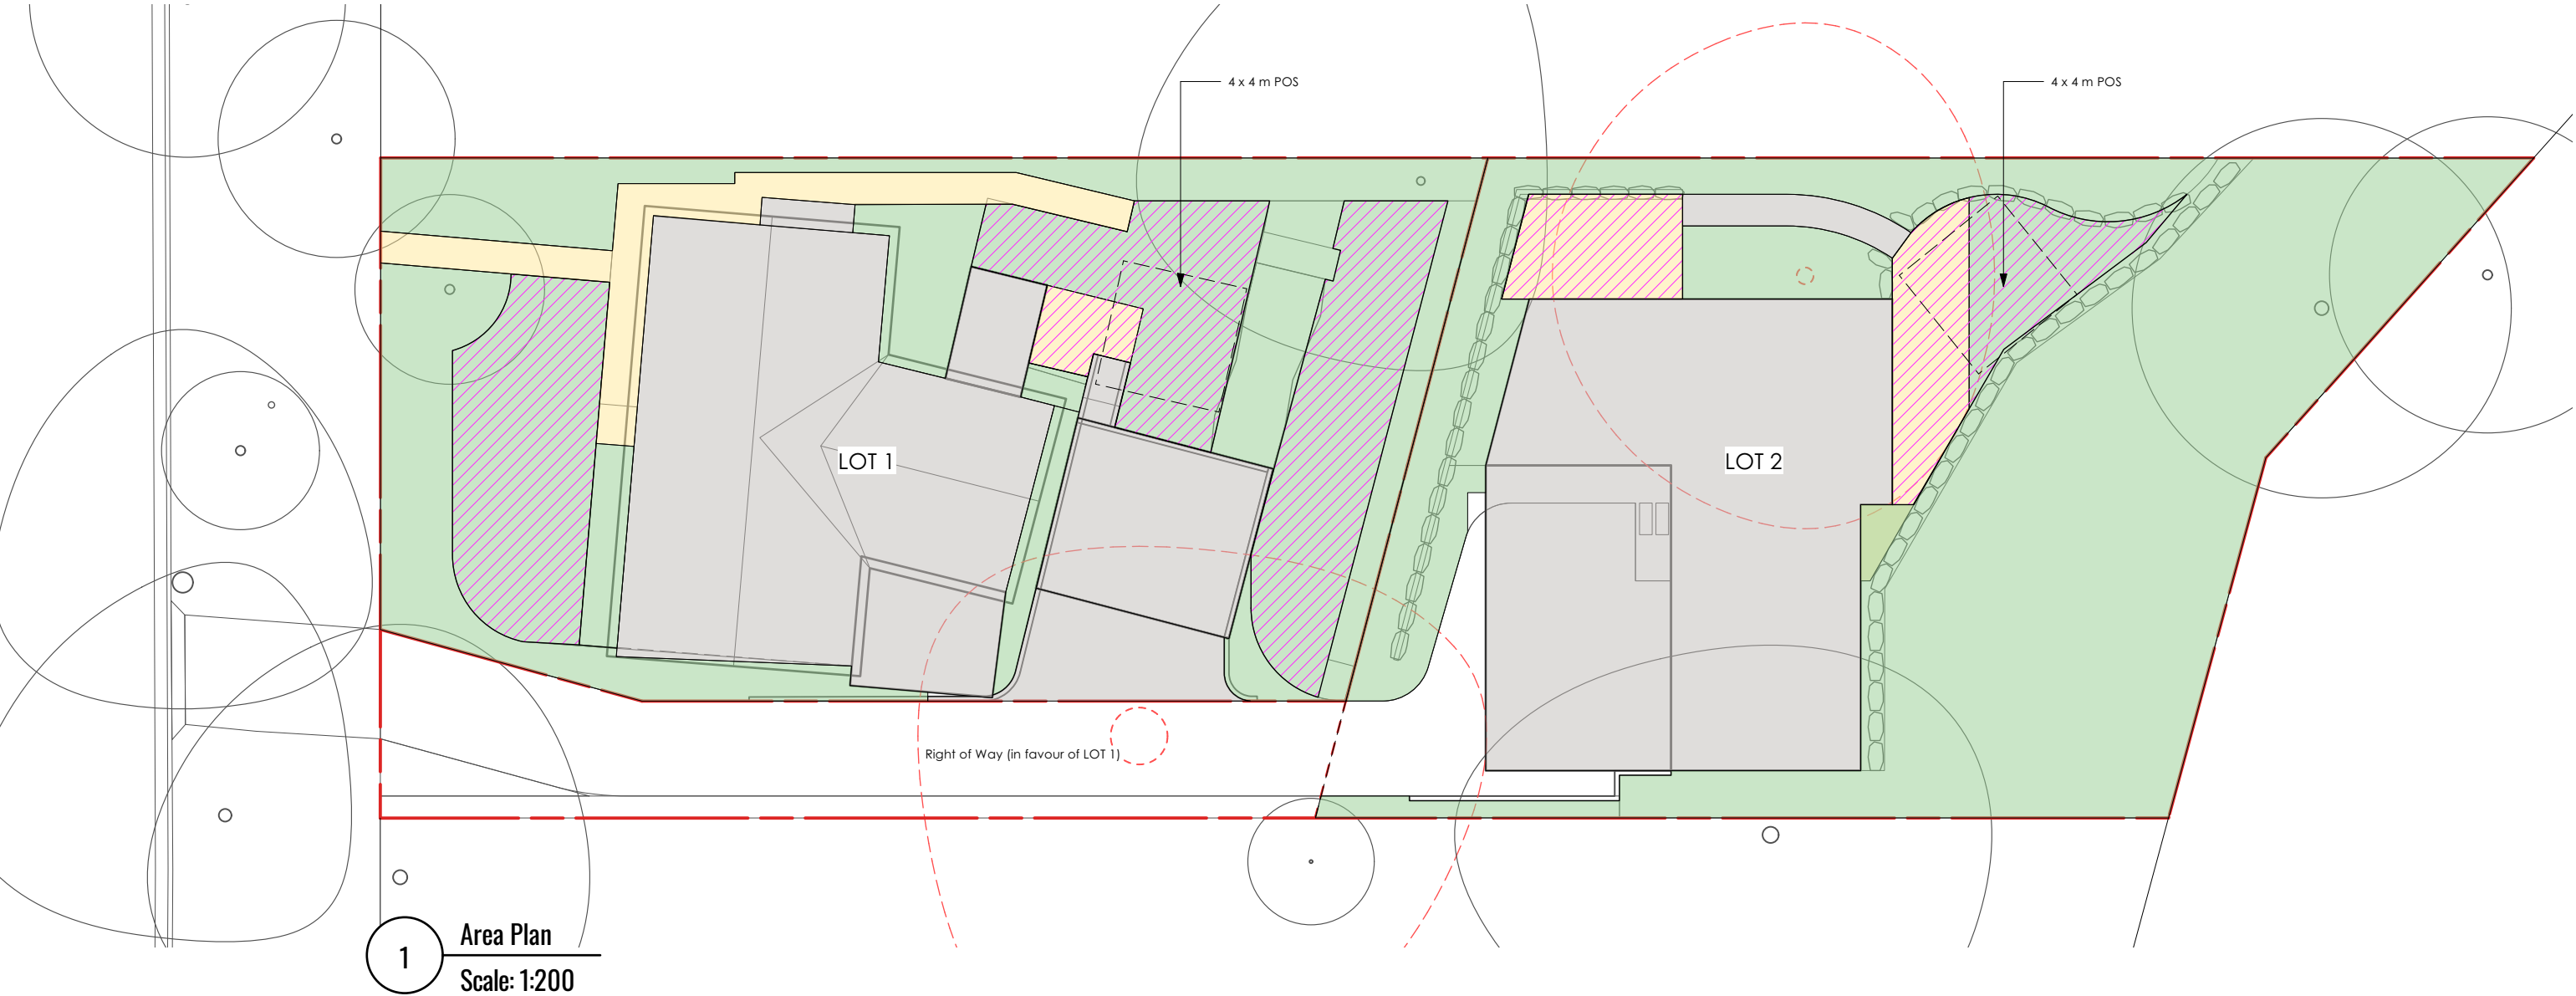 4 x 4 m POS
4 x 4 m POS
LOT 1
LOT 2
Right of Way (in favour of LOT 1)
1
Area Plan
Scale: 1:200